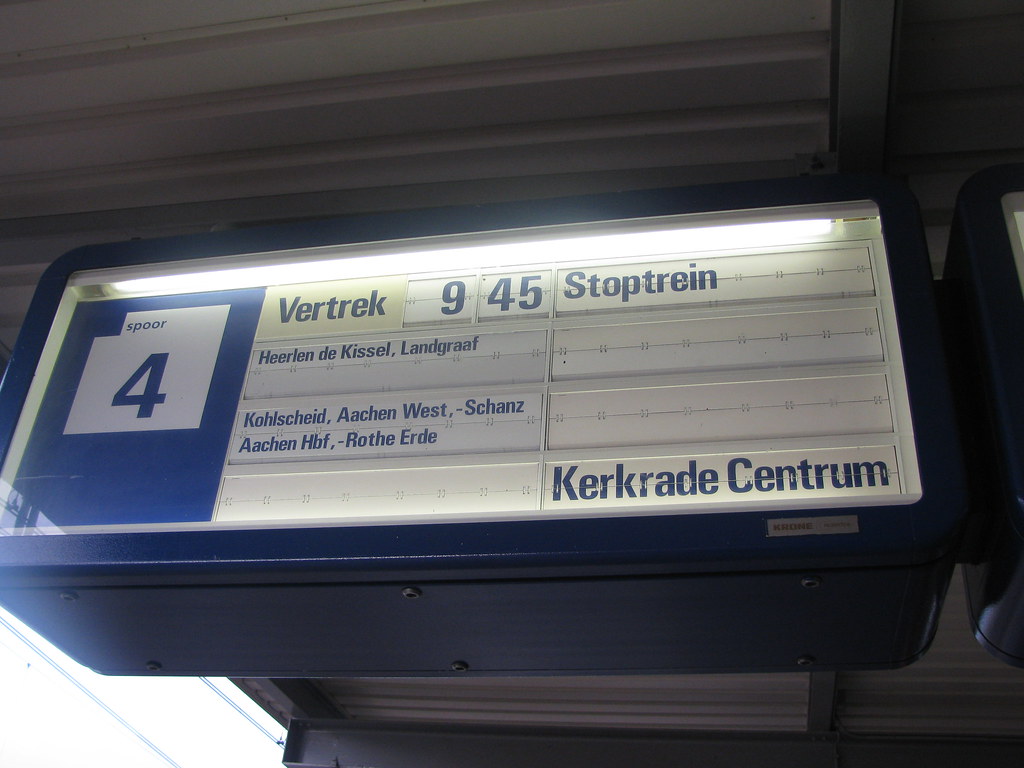 spoor
4
Vertrek 9 45 Stoptrein
Heerlen de Kissel, Landgraaf
Kohlscheid, Aachen West,-Schanz
Aachen Hbf,-Rothe Erde
Kerkrade Centrum
KRONE